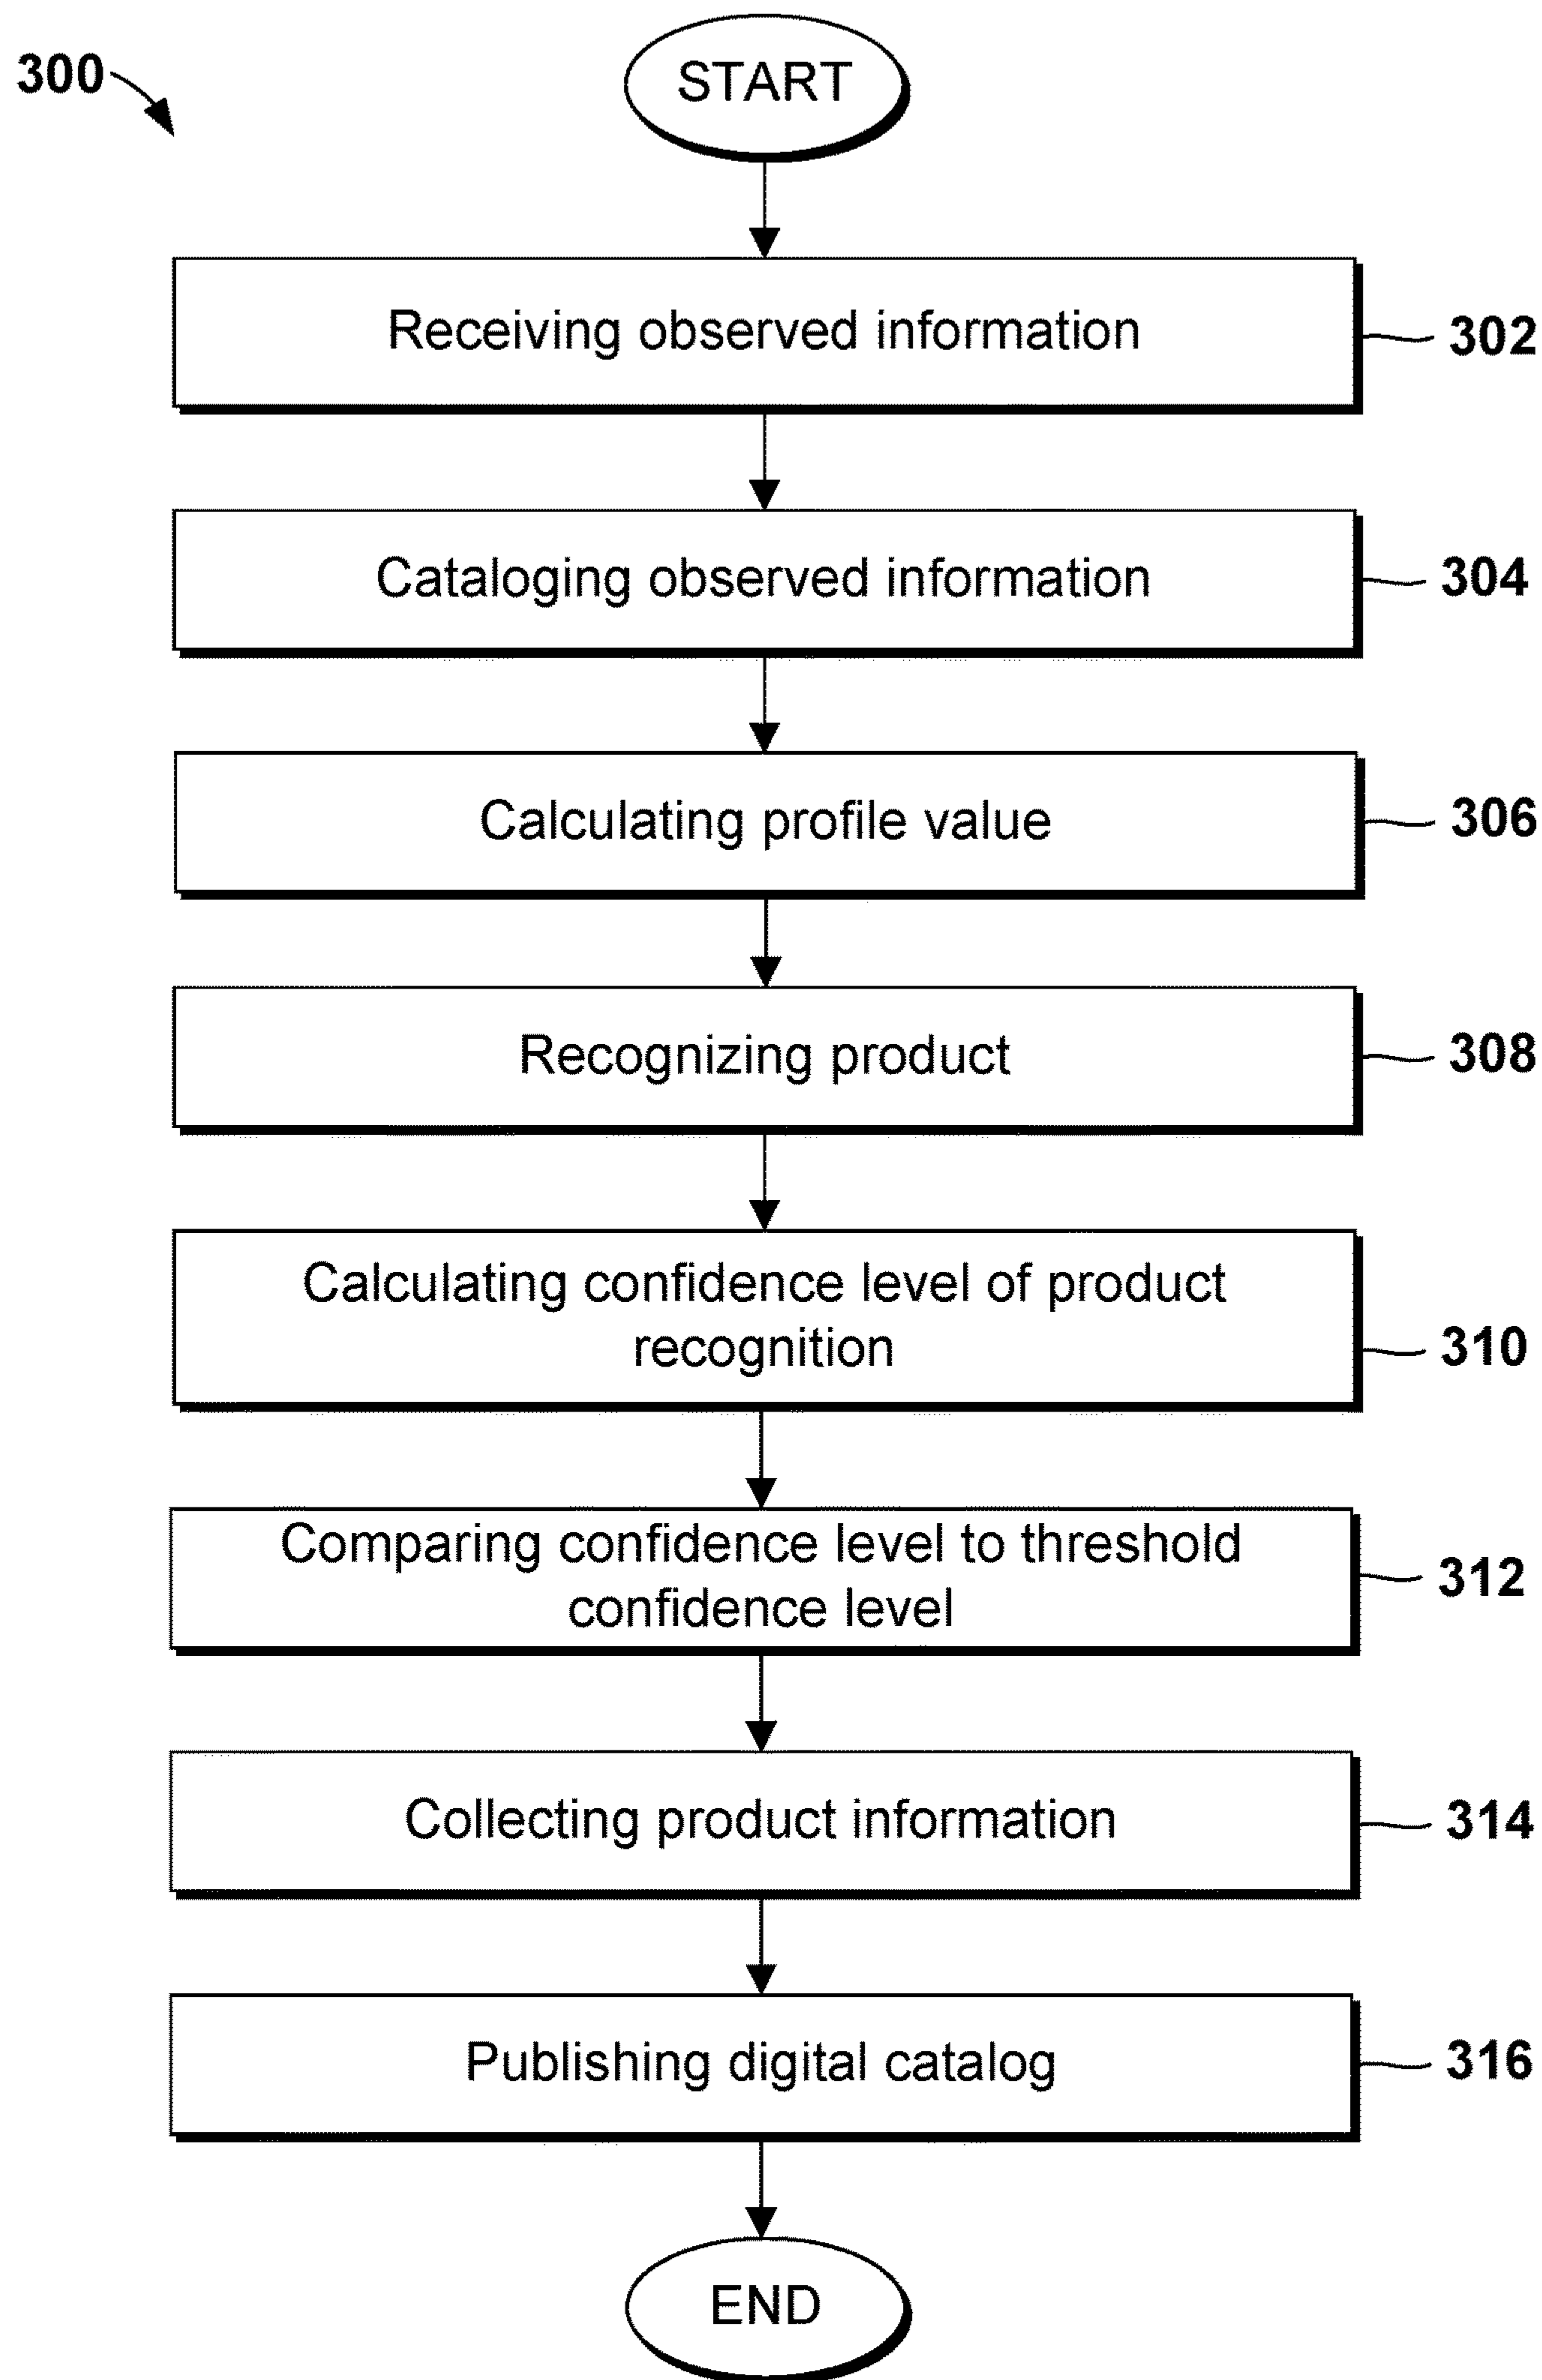 300
START
Receiving observed information
302
Cataloging observed information
304
Calculating profile value
306
Recognizing product
308
Calculating confidence level of product
recognition
310
Comparing confidence level to threshold
confidence level
312
Collecting product information
314
Publishing digital catalog
316
END